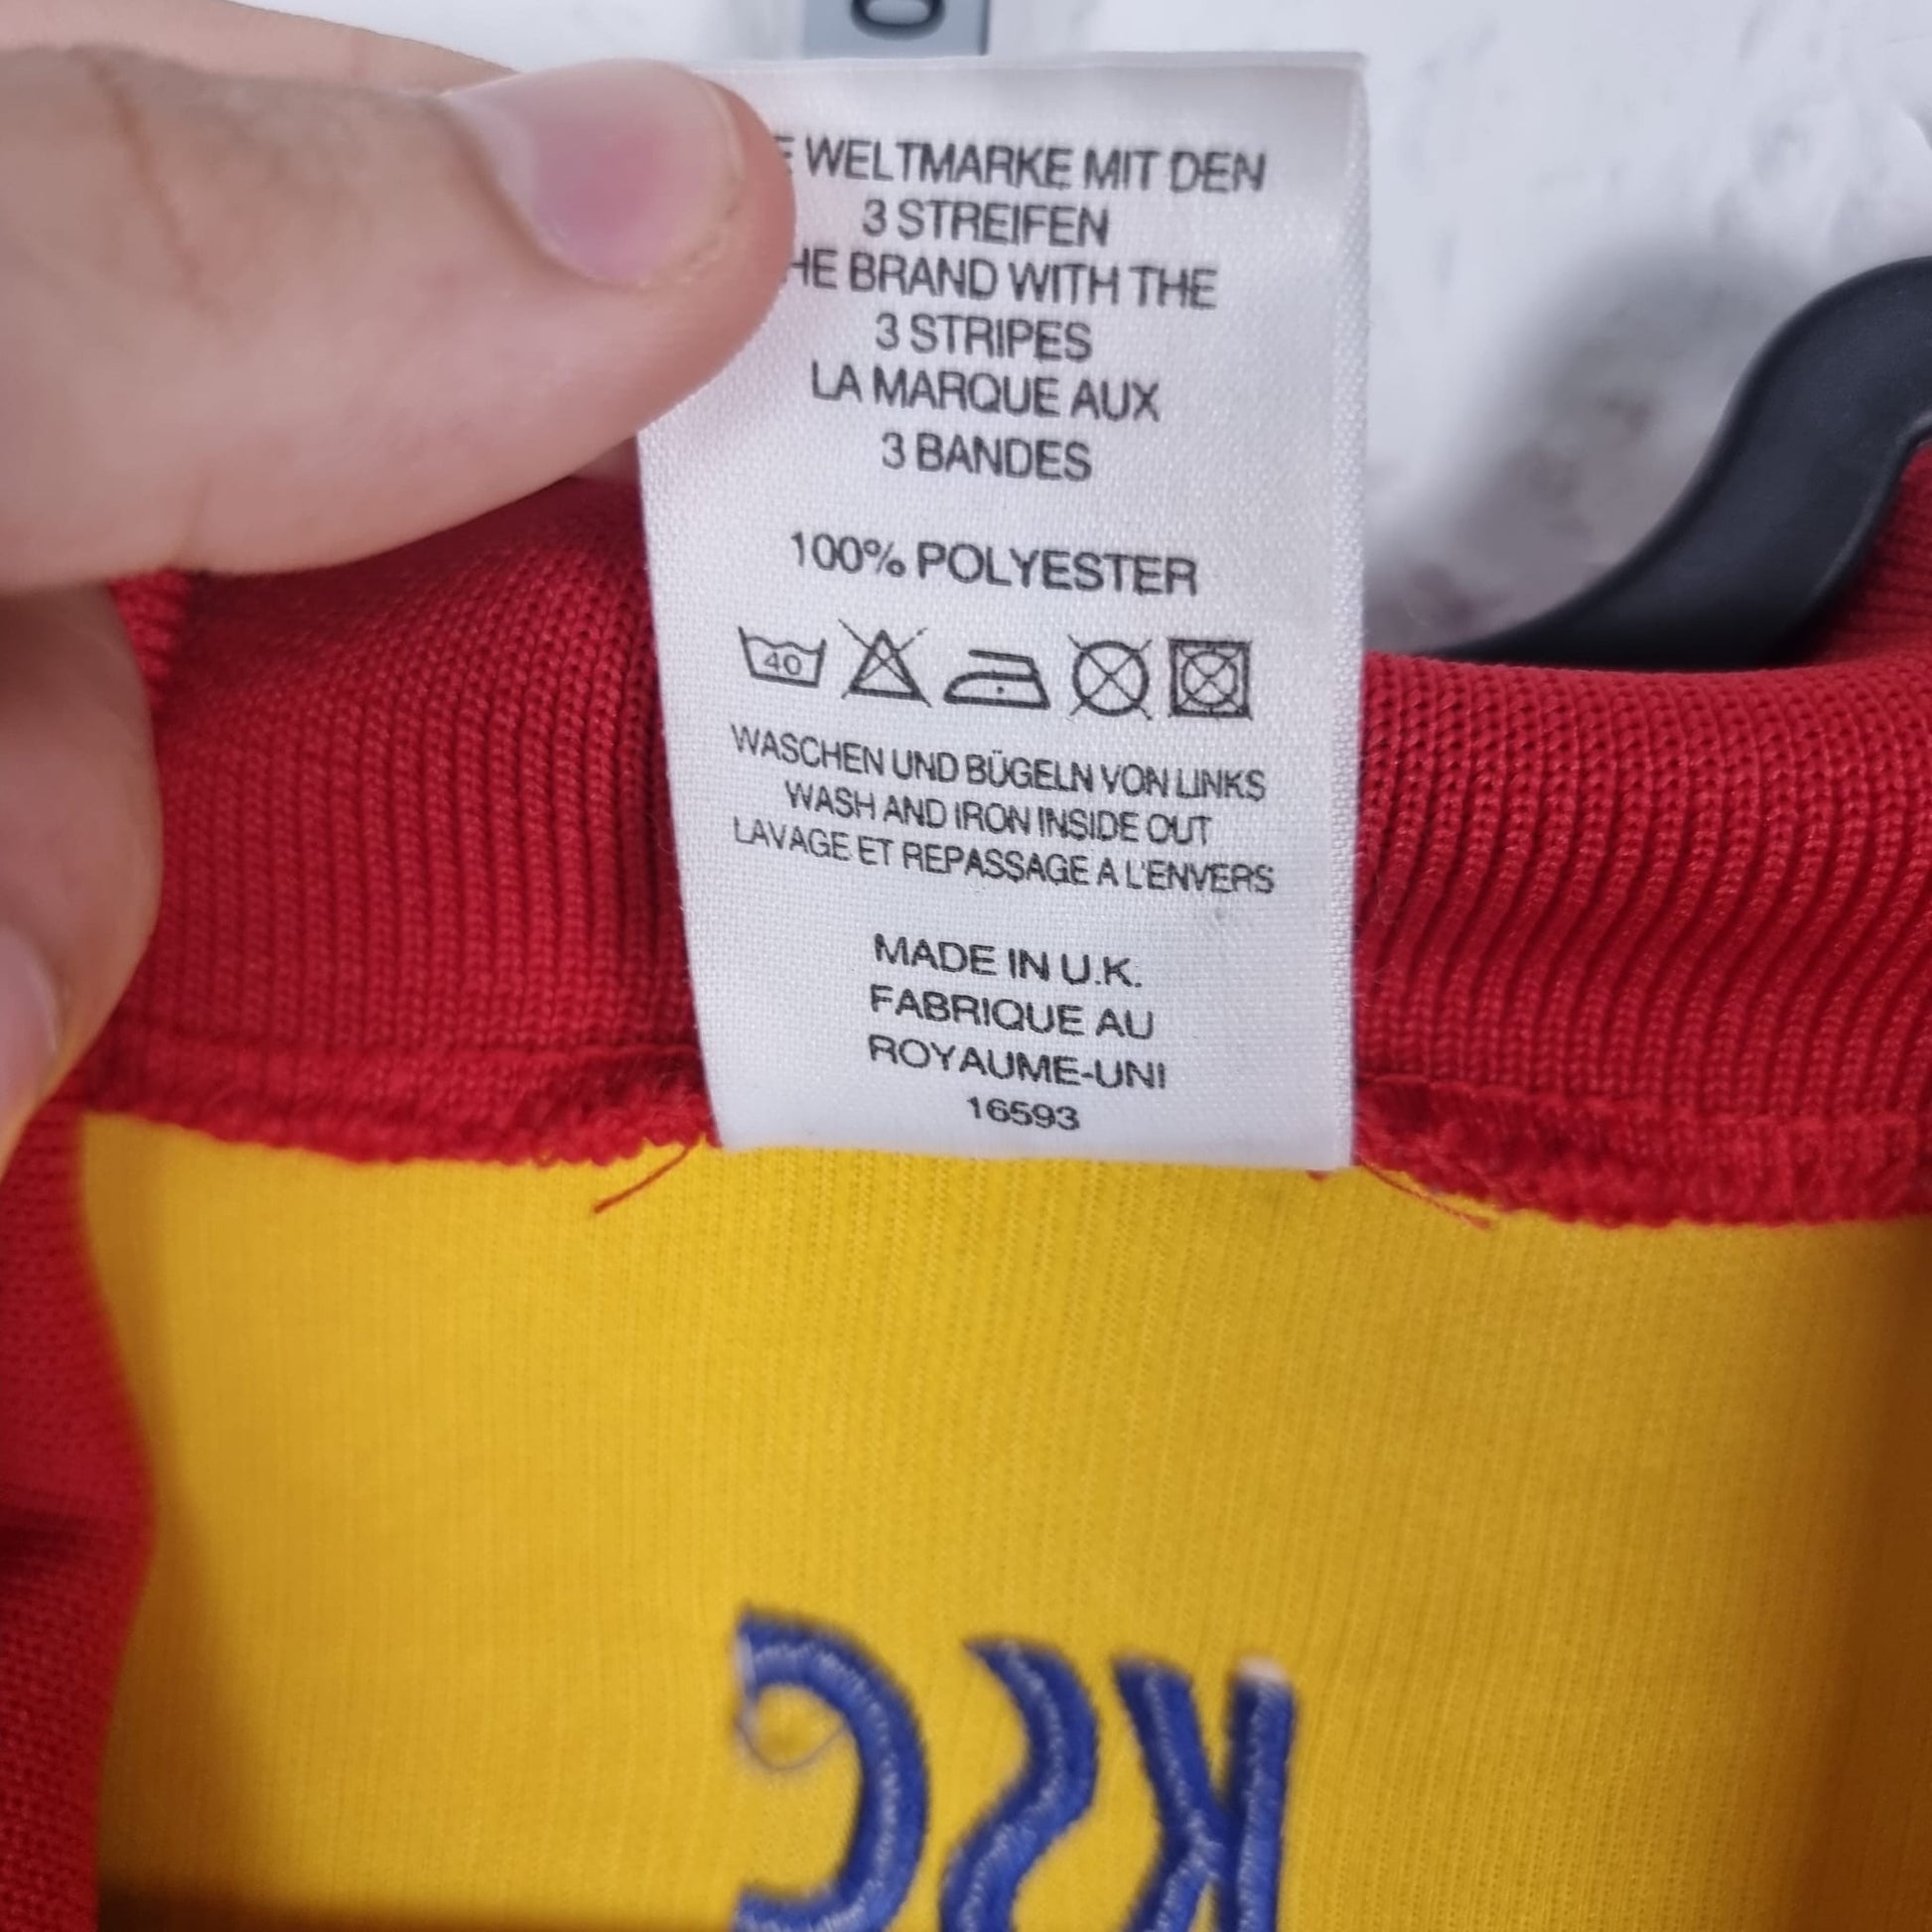 WELTMARKE MIT DEN
3 STREIFEN
HE BRAND WITH THE
3 STRIPES
LA MARQUE AUX
3 BANDES
100% POLYESTER
40
WASCHEN UND BÜGELN VON LINKS
WASH AND IRON INSIDE OUT
LAVAGE ET REPASSAGE A L'ENVERS
MADE IN U.K.
FABRIQUE AU
ROYAUME-UNI
16593
KSC